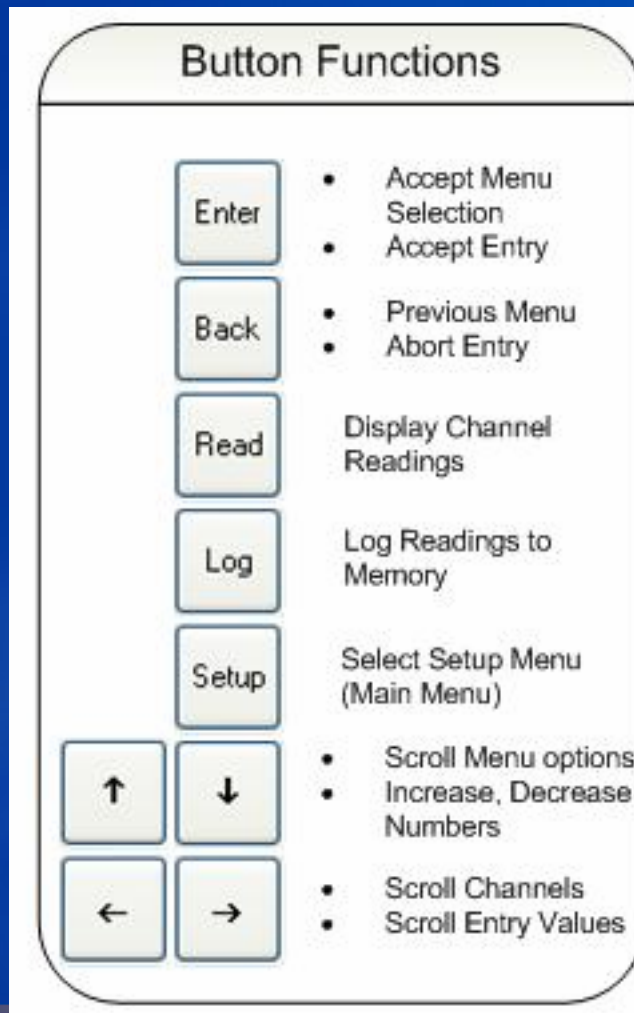 Button Functions
Enter
• Accept Menu
Selection
• Accept Entry
Back
• Previous Menu
• Abort Entry
Read
Display Channel
Readings
Log
Log Readings to
Memory
Setup
Select Setup Menu
(Main Menu)
↑ ↓
• Scroll Menu options
• Increase, Decrease
Numbers
← →
• Scroll Channels
• Scroll Entry Values